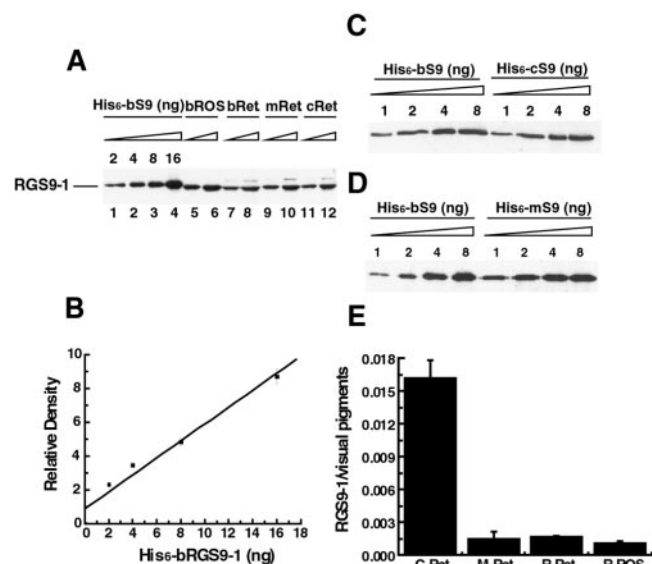 A
His6-bS9 (ng) bROS bRet mRet cRet
2 4 8 16
RGS9-1
1 2 3 4 5 6 7 8 9 10 11 12
B
10
8
6
4
2
0
Relative Density
0 2 4 6 8 10 12 14 16 18
His6-bRGS9-1 (ng)
C
His6-bS9 (ng) His6-cS9 (ng)
1 2 4 8 1 2 4 8
D
His6-bS9 (ng) His6-mS9 (ng)
1 2 4 8 1 2 4 8
E
0.018
0.015
0.012
0.009
0.006
0.003
0.000
RGS9-1/visual pigments
C-Ret M-Ret B-Ret B-ROS